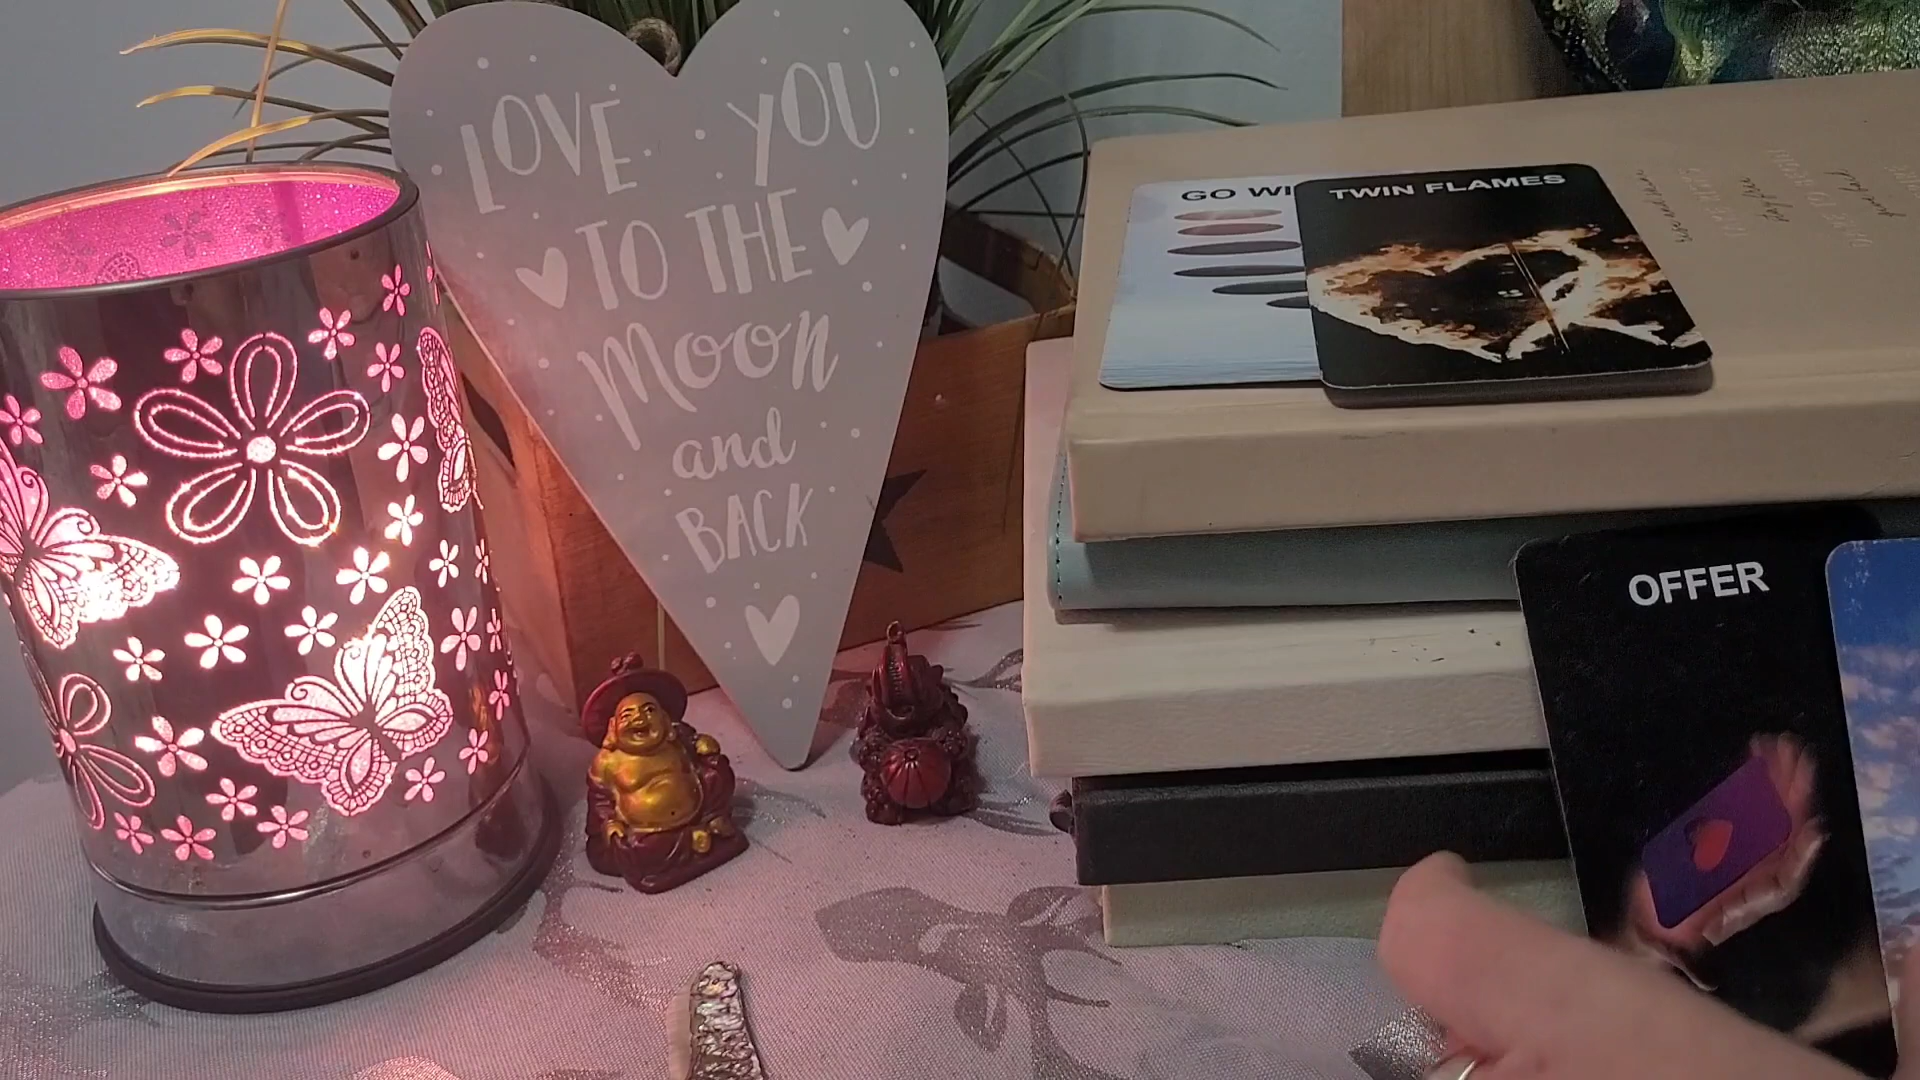 LOVE YOU
TO THE
Moon
and
BACK
GO WI
TWIN FLAMES
OFFER